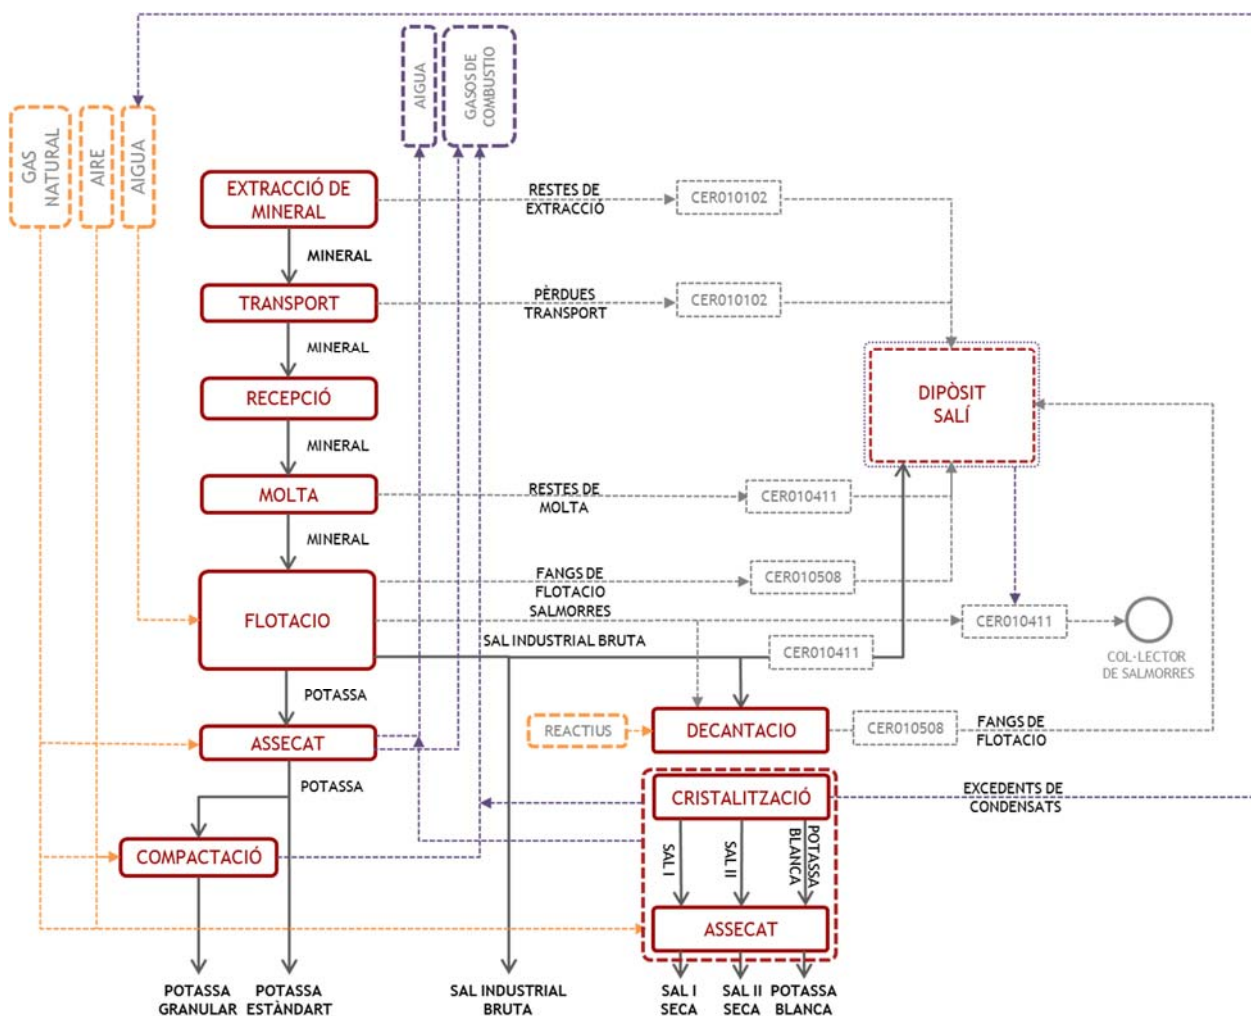 GAS
NATURAL
AIRE
AIGUA
AIGUA
GASOS DE
COMBUSTIO
EXTRACCIÓ DE
MINERAL
RESTES DE
EXTRACCIÓ
CER010102
MINERAL
TRANSPORT
PÈRDUES
TRANSPORT
CER010102
MINERAL
RECEPCIÓ
DIPÒSIT
SALÍ
MINERAL
MOLTA
RESTES DE
MOLTA
CER010411
MINERAL
FLOTACIO
FANGS DE
FLOTACIO
CER010508
SALMORRES
CER010411
COL·LECTOR
DE SALMORRES
SAL INDUSTRIAL BRUTA
CER010411
POTASSA
ASSECAT
REACTIUS
DECANTACIO
CER010508
FANGS DE
FLOTACIO
POTASSA
CRISTALITZACIÓ
EXCEDENTS DE
CONDENSATS
COMPACTACIÓ
SAL I
SAL II
POTASSA
BLANCA
ASSECAT
POTASSA
GRANULAR
POTASSA
ESTÀNDART
SAL INDUSTRIAL
BRUTA
SAL I
SECA
SAL II
SECA
POTASSA
BLANCA